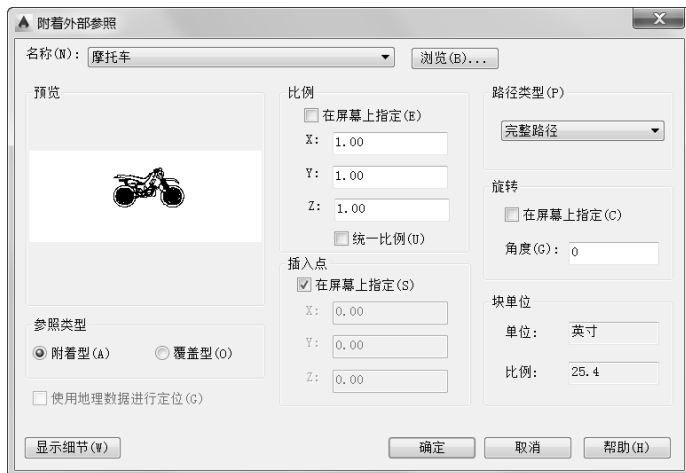 附着外部参照
名称(N): 摩托车 浏览(B)...
预览
比例
在屏幕上指定(E)
X: 1.00
Y: 1.00
Z: 1.00
统一比例(U)
路径类型(P)
完整路径
旋转
在屏幕上指定(C)
角度(G): 0
插入点
在屏幕上指定(S)
X: 0.00
Y: 0.00
Z: 0.00
块单位
单位: 英寸
比例: 25.4
参照类型
附着型(A) 覆盖型(O)
使用地理数据进行定位(G)
显示细节(W) 确定 取消 帮助(H)